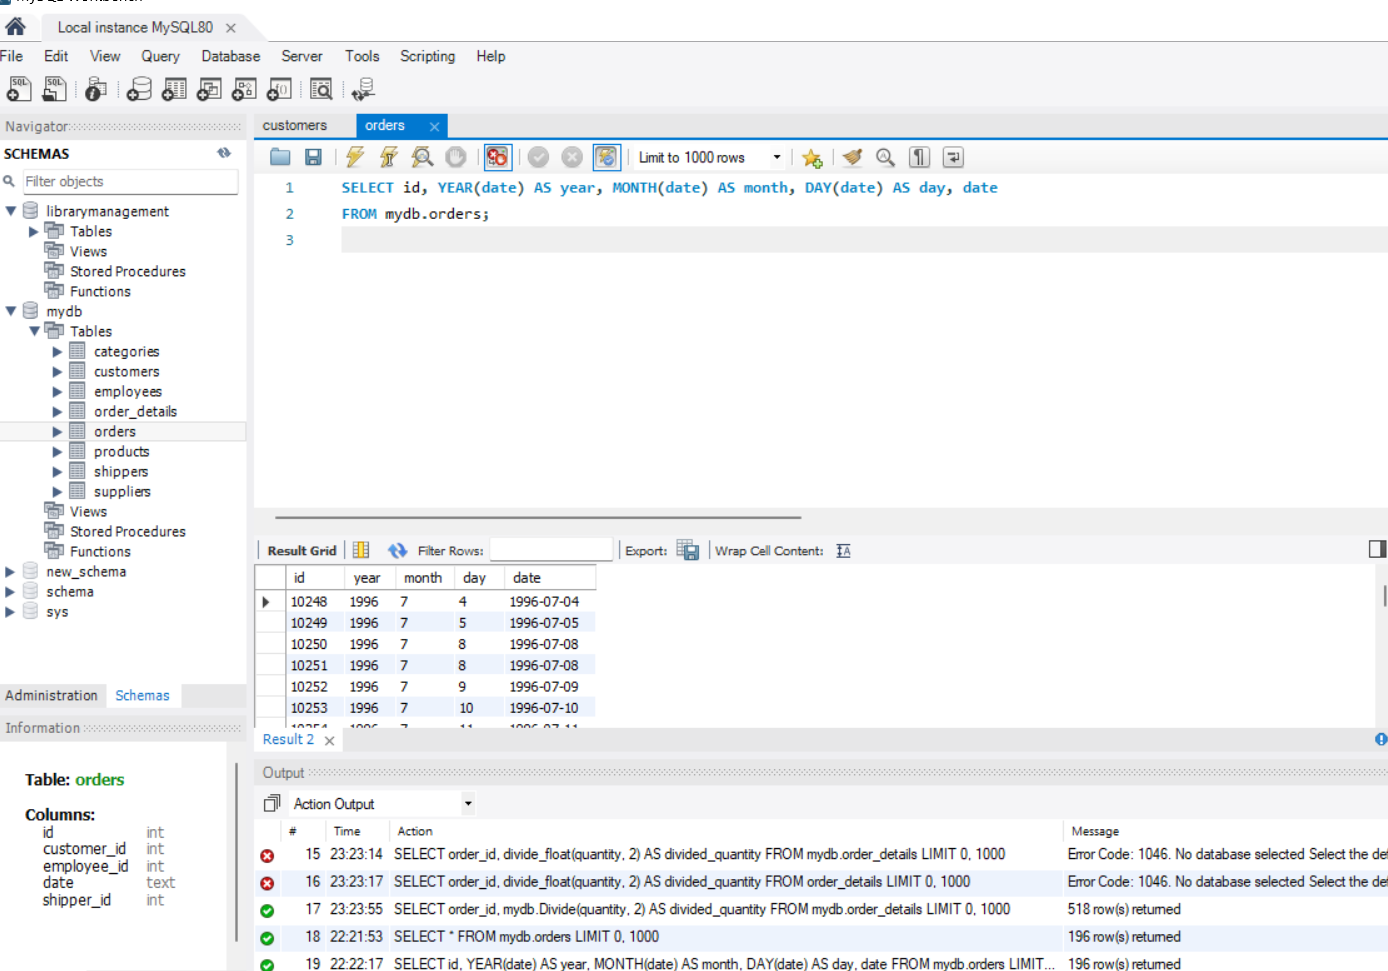 Local instance MySQL80
File Edit View Query Database Server Tools Scripting Help
Navigator
SCHEMAS
Filter objects
librarymanagement
Tables
Views
Stored Procedures
Functions
mydb
Tables
categories
customers
employees
order_details
orders
products
shippers
suppliers
Views
Stored Procedures
Functions
new_schema
schema
sys
Administration Schemas
Information
Table: orders
Columns:
id int
customer_id int
employee_id int
date text
shipper_id int
customers orders
Limit to 1000 rows
1 SELECT id, YEAR(date) AS year, MONTH(date) AS month, DAY(date) AS day, date
2 FROM mydb.orders;
3
Result Grid Filter Rows: Export: Wrap Cell Content:
id year month day date
10248 1996 7 4 1996-07-04
10249 1996 7 5 1996-07-05
10250 1996 7 8 1996-07-08
10251 1996 7 8 1996-07-08
10252 1996 7 9 1996-07-09
10253 1996 7 10 1996-07-10
Result 2
Output
Action Output
# Time Action Message
15 23:23:14 SELECT order_id, divide_float(quantity, 2) AS divided_quantity FROM mydb.order_details LIMIT 0, 1000 Error Code: 1046. No database selected Select the
16 23:23:17 SELECT order_id, divide_float(quantity, 2) AS divided_quantity FROM order_details LIMIT 0, 1000 Error Code: 1046. No database selected Select the
17 23:23:55 SELECT order_id, mydb.Divide(quantity, 2) AS divided_quantity FROM mydb.order_details LIMIT 0, 1000 518 row(s) returned
18 22:21:53 SELECT * FROM mydb.orders LIMIT 0, 1000 196 row(s) returned
19 22:22:17 SELECT id, YEAR(date) AS year, MONTH(date) AS month, DAY(date) AS day, date FROM mydb.orders LIMIT... 196 row(s) returned